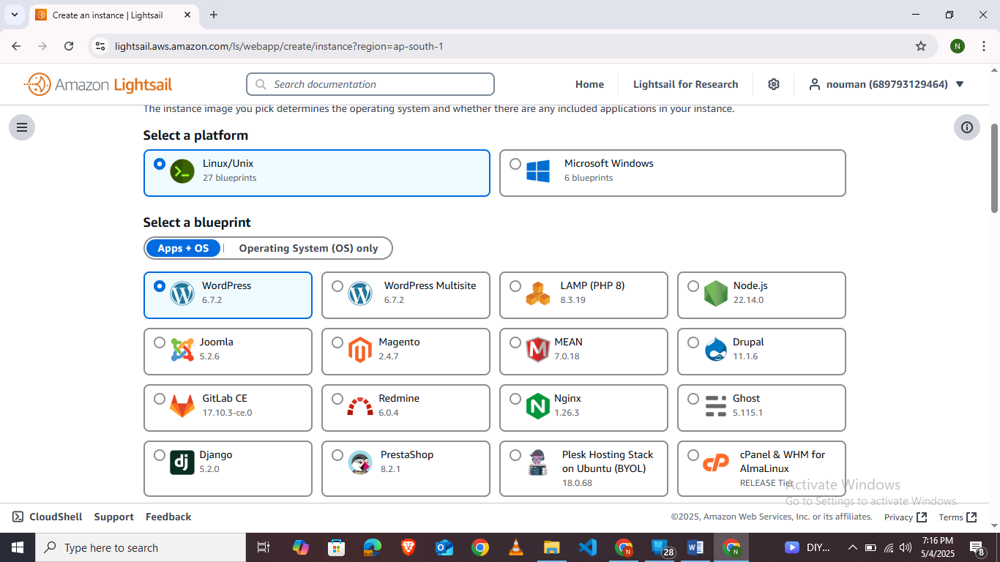 Create an instance | Lightsail
lightsail.aws.amazon.com/ls/webapp/create/instance?region=ap-south-1
N
Amazon Lightsail
Search documentation
Home
Lightsail for Research
nouman (689793129464)
The instance image you pick determines the operating system and whether there are any included applications in your instance.
Select a platform
Linux/Unix
27 blueprints
Microsoft Windows
6 blueprints
Select a blueprint
Apps + OS
Operating System (OS) only
WordPress
6.7.2
WordPress Multisite
6.7.2
LAMP (PHP 8)
8.3.19
Node.js
22.14.0
Joomla
5.2.6
Magento
2.4.7
MEAN
7.0.18
Drupal
11.1.6
GitLab CE
17.10.3-ce.0
Redmine
6.0.4
Nginx
1.26.3
Ghost
5.115.1
dj
Django
5.2.0
PrestaShop
8.2.1
Plesk Hosting Stack
on Ubuntu (BYOL)
18.0.68
cP
cPanel & WHM for
AlmaLinux
RELEASE Tier
Activate Windows
Go to Settings to activate Windows.
CloudShell
Support
Feedback
©2025, Amazon Web Services, Inc. or its affiliates.
Privacy
Terms
Type here to search
28
DIY...
7:16 PM
5/4/2025
8